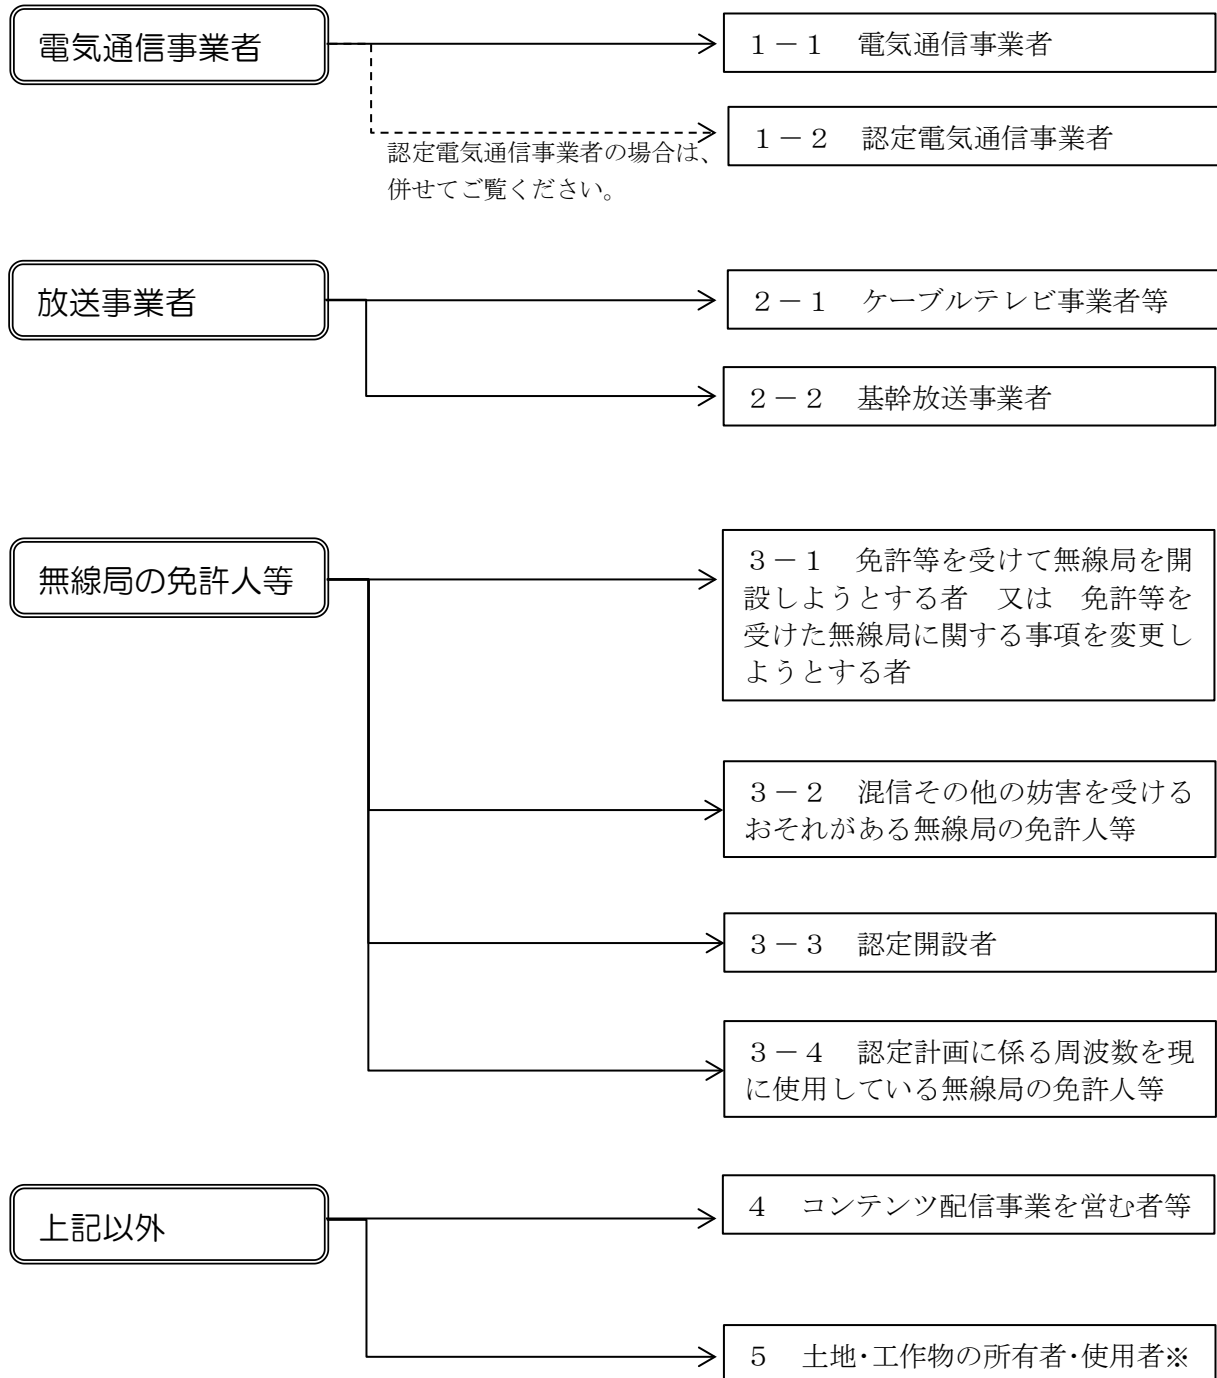 電気通信事業者
１－１　電気通信事業者
１－２　認定電気通信事業者
認定電気通信事業者の場合は、
併せてご覧ください。
放送事業者
２－１　ケーブルテレビ事業者等
２－２　基幹放送事業者
無線局の免許人等
３－１　免許等を受けて無線局を開
設しようとする者　又は　免許等を
受けた無線局に関する事項を変更し
ようとする者
３－２　混信その他の妨害を受ける
おそれがある無線局の免許人等
３－３　認定開設者
３－４　認定計画に係る周波数を現
に使用している無線局の免許人等
上記以外
４　コンテンツ配信事業を営む者等
５　土地・工作物の所有者・使用者※